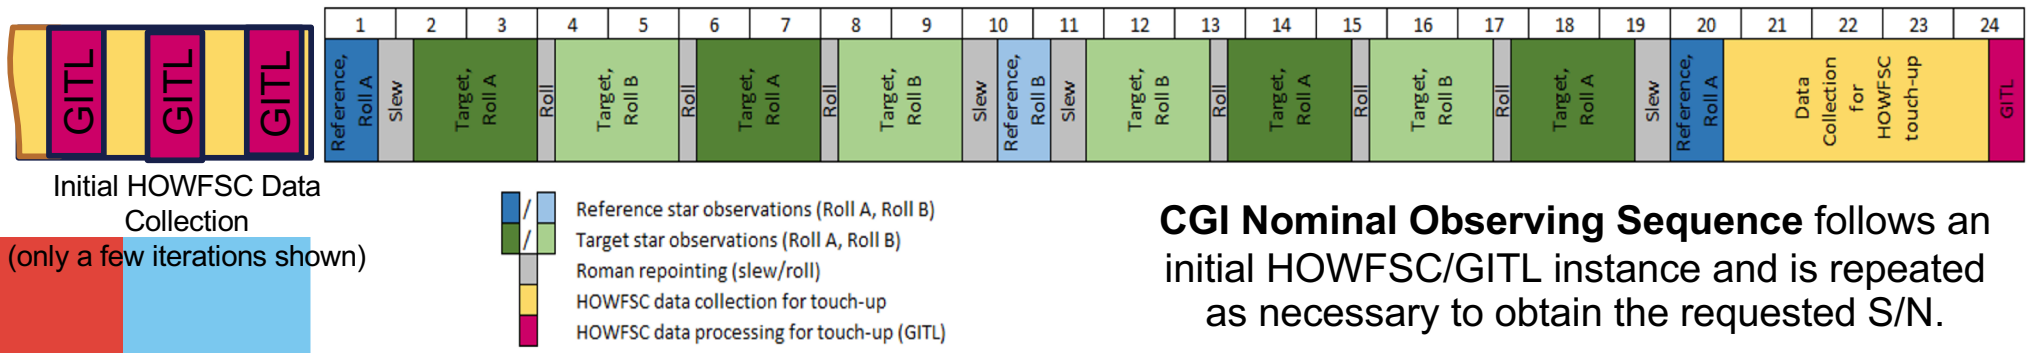 1 2 3 4 5 6 7 8 9 10 11 12 13 14 15 16 17 18 19 20 21 22 23 24
GITL
GITL
GITL
Reference,
Roll A
Slew
Target,
Roll A
Roll
Target,
Roll B
Roll
Target,
Roll A
Roll
Target,
Roll B
Slew
Reference,
Roll B
Slew
Target,
Roll B
Roll
Target,
Roll A
Roll
Target,
Roll B
Roll
Target,
Roll A
Slew
Reference,
Roll A
Data
Collection
for
HOWFSC
touch-up
GITL
Initial HOWFSC Data
Collection
(only a few iterations shown)
/ Reference star observations (Roll A, Roll B)
/ Target star observations (Roll A, Roll B)
Roman repointing (slew/roll)
HOWFSC data collection for touch-up
HOWFSC data processing for touch-up (GITL)
CGI Nominal Observing Sequence follows an
initial HOWFSC/GITL instance and is repeated
as necessary to obtain the requested S/N.